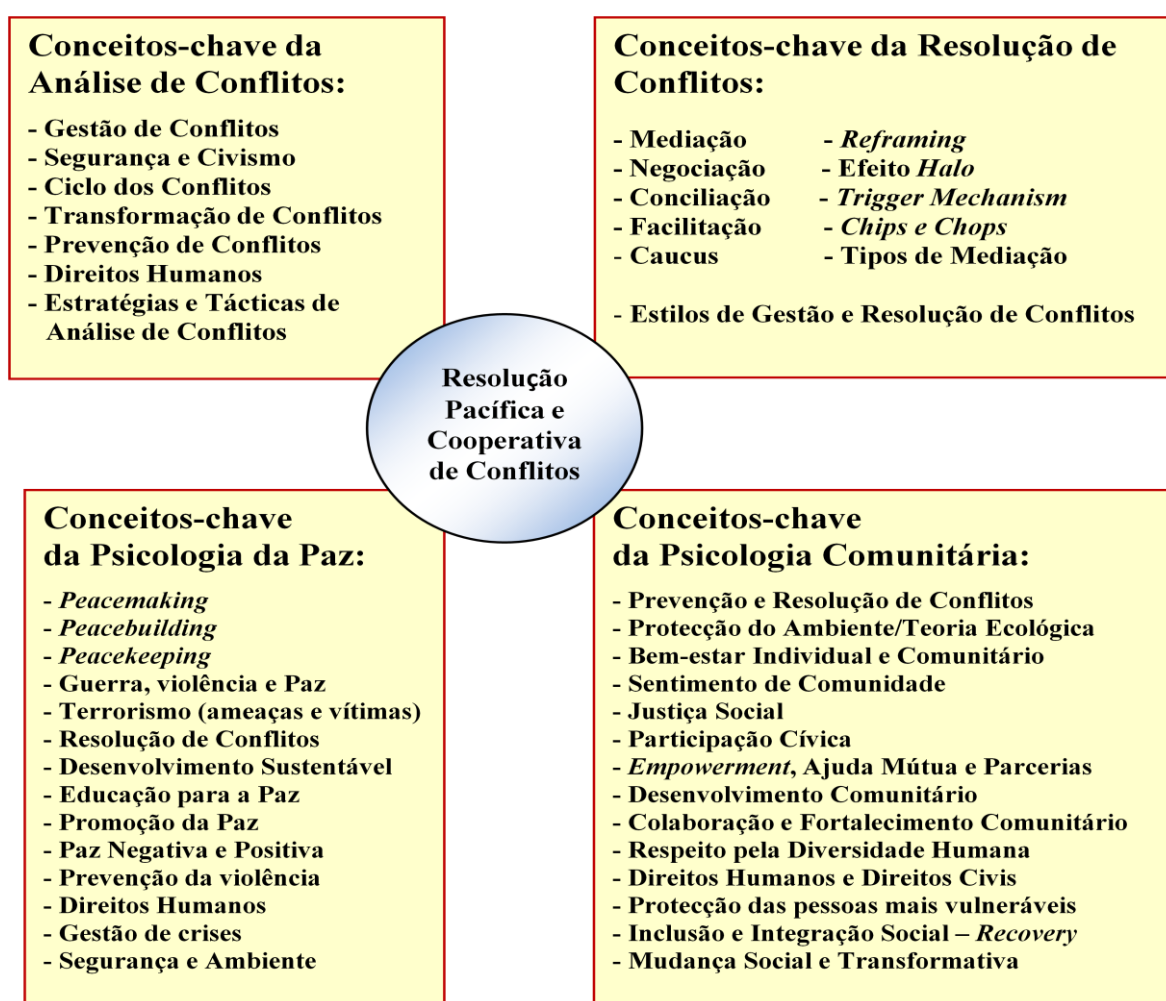 Conceitos-chave da
Análise de Conflitos:
- Gestão de Conflitos
- Segurança e Civismo
- Ciclo dos Conflitos
- Transformação de Conflitos
- Prevenção de Conflitos
- Direitos Humanos
- Estratégias e Tácticas de
Análise de Conflitos
Conceitos-chave da Resolução de
Conflitos:
- Mediação - Reframing
- Negociação - Efeito Halo
- Conciliação - Trigger Mechanism
- Facilitação - Chips e Chops
- Caucus - Tipos de Mediação
- Estilos de Gestão e Resolução de Conflitos
Resolução
Pacífica e
Cooperativa
de Conflitos
Conceitos-chave
da Psicologia da Paz:
- Peacemaking
- Peacebuilding
- Peacekeeping
- Guerra, violência e Paz
- Terrorismo (ameaças e vítimas)
- Resolução de Conflitos
- Desenvolvimento Sustentável
- Educação para a Paz
- Promoção da Paz
- Paz Negativa e Positiva
- Prevenção da violência
- Direitos Humanos
- Gestão de crises
- Segurança e Ambiente
Conceitos-chave
da Psicologia Comunitária:
- Prevenção e Resolução de Conflitos
- Protecção do Ambiente/Teoria Ecológica
- Bem-estar Individual e Comunitário
- Sentimento de Comunidade
- Justiça Social
- Participação Cívica
- Empowerment, Ajuda Mútua e Parcerias
- Desenvolvimento Comunitário
- Colaboração e Fortalecimento Comunitário
- Respeito pela Diversidade Humana
- Direitos Humanos e Direitos Civis
- Protecção das pessoas mais vulneráveis
- Inclusão e Integração Social – Recovery
- Mudança Social e Transformativa